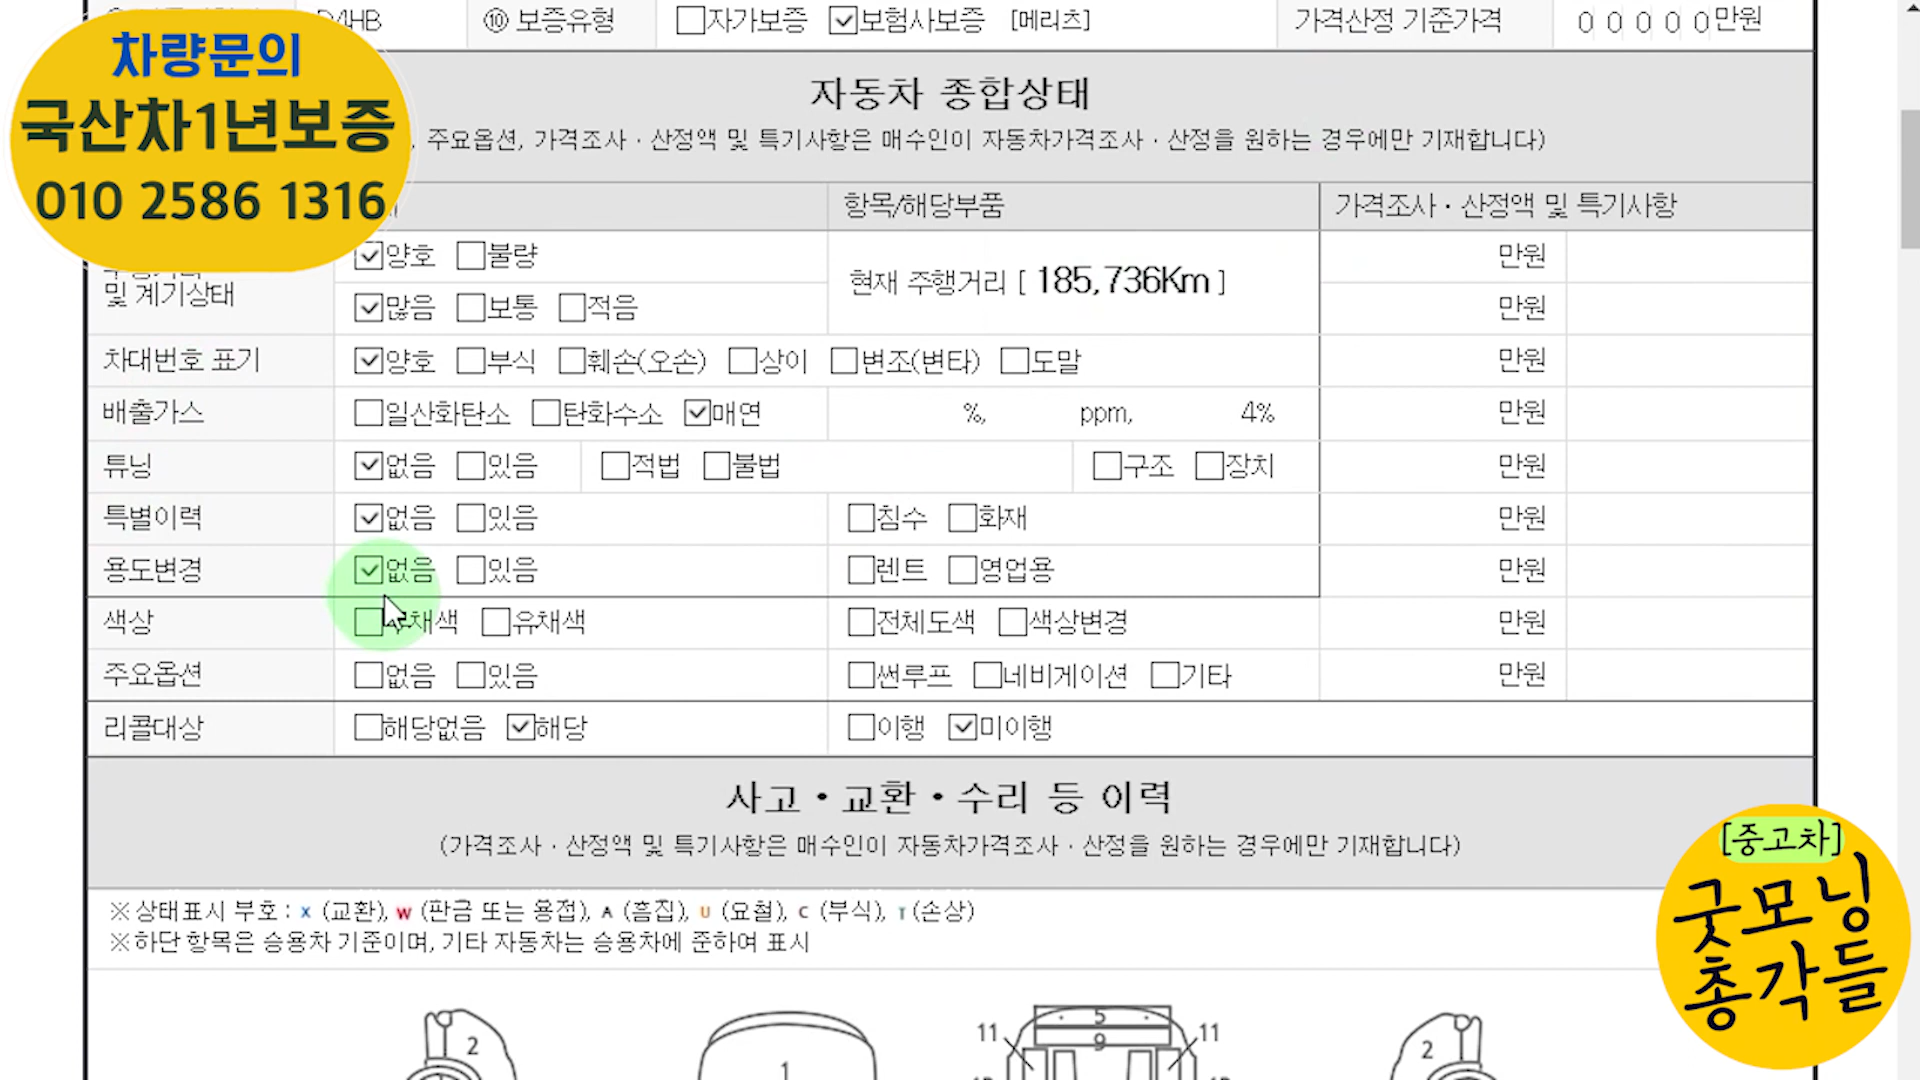 차량문의
국산차1년보증
010 2586 1316
D4HB ⑩ 보증유형 자가보증 보험사보증 [메리츠] 가격산정 기준가격 0 0 0 0 0 만원
자동차 종합상태
, 주요옵션, 가격조사 · 산정액 및 특기사항은 매수인이 자동차가격조사 · 산정을 원하는 경우에만 기재합니다)
항목/해당부품 가격조사 · 산정액 및 특기사항
및 계기상태 양호 불량 현재 주행거리 [ 185,736Km ] 만원
많음 보통 적음 만원
차대번호 표기 양호 부식 훼손(오손) 상이 변조(변타) 도말 만원
배출가스 일산화탄소 탄화수소 매연 %, ppm, 4% 만원
튜닝 없음 있음 적법 불법 구조 장치 만원
특별이력 없음 있음 침수 화재 만원
용도변경 없음 있음 렌트 영업용 만원
색상 무채색 유채색 전체도색 색상변경 만원
주요옵션 없음 있음 썬루프 네비게이션 기타 만원
리콜대상 해당없음 해당 이행 미이행
사고 · 교환 · 수리 등 이력
(가격조사 · 산정액 및 특기사항은 매수인이 자동차가격조사 · 산정을 원하는 경우에만 기재합니다)
※ 상태표시 부호 : X (교환), W (판금 또는 용접), A (흠집), U (요철), C (부식), T (손상)
※ 하단 항목은 승용차 기준이며, 기타 자동차는 승용차에 준하여 표시
2 1 5 9 11 11 2
[중고차]
굿모닝
총각들